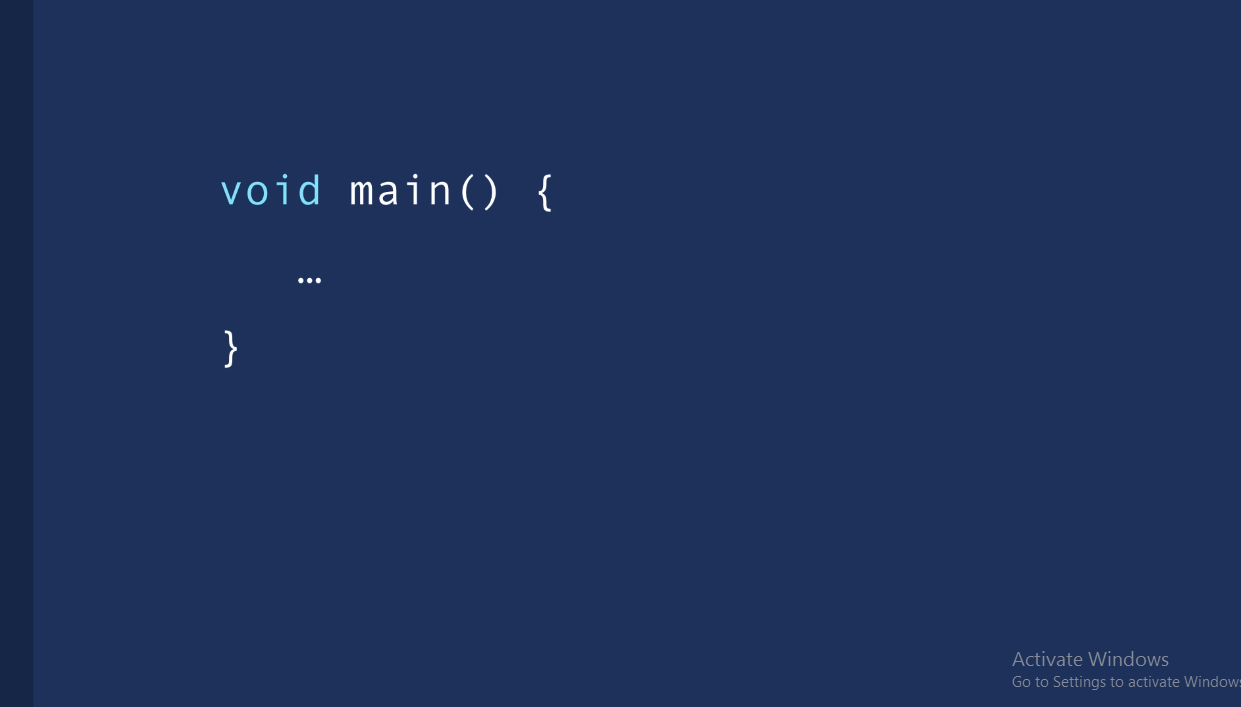 void main() {
…
}
Activate Windows
Go to Settings to activate Windows